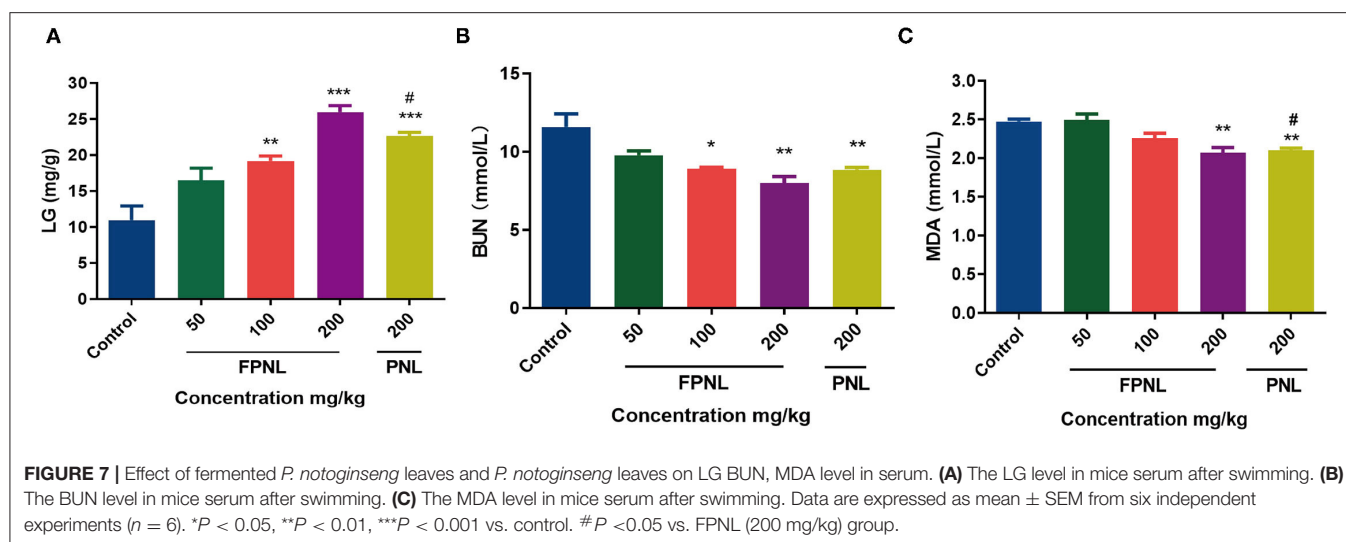 A
LG (mg/g)
30
25
20
15
10
5
0
**
***
#
***
Control
50
100
200
200
FPNL
PNL
Concentration mg/kg
B
BUN (mmol/L)
15
10
5
0
*
**
**
Control
50
100
200
200
FPNL
PNL
Concentration mg/kg
C
MDA (mmol/L)
3.0
2.5
2.0
1.5
1.0
0.5
0.0
**
#
**
Control
50
100
200
200
FPNL
PNL
Concentration mg/kg
FIGURE 7 | Effect of fermented P. notoginseng leaves and P. notoginseng leaves on LG BUN, MDA level in serum. (A) The LG level in mice serum after swimming. (B)
The BUN level in mice serum after swimming. (C) The MDA level in mice serum after swimming. Data are expressed as mean ± SEM from six independent
experiments (n = 6). *P < 0.05, **P < 0.01, ***P < 0.001 vs. control. #P <0.05 vs. FPNL (200 mg/kg) group.